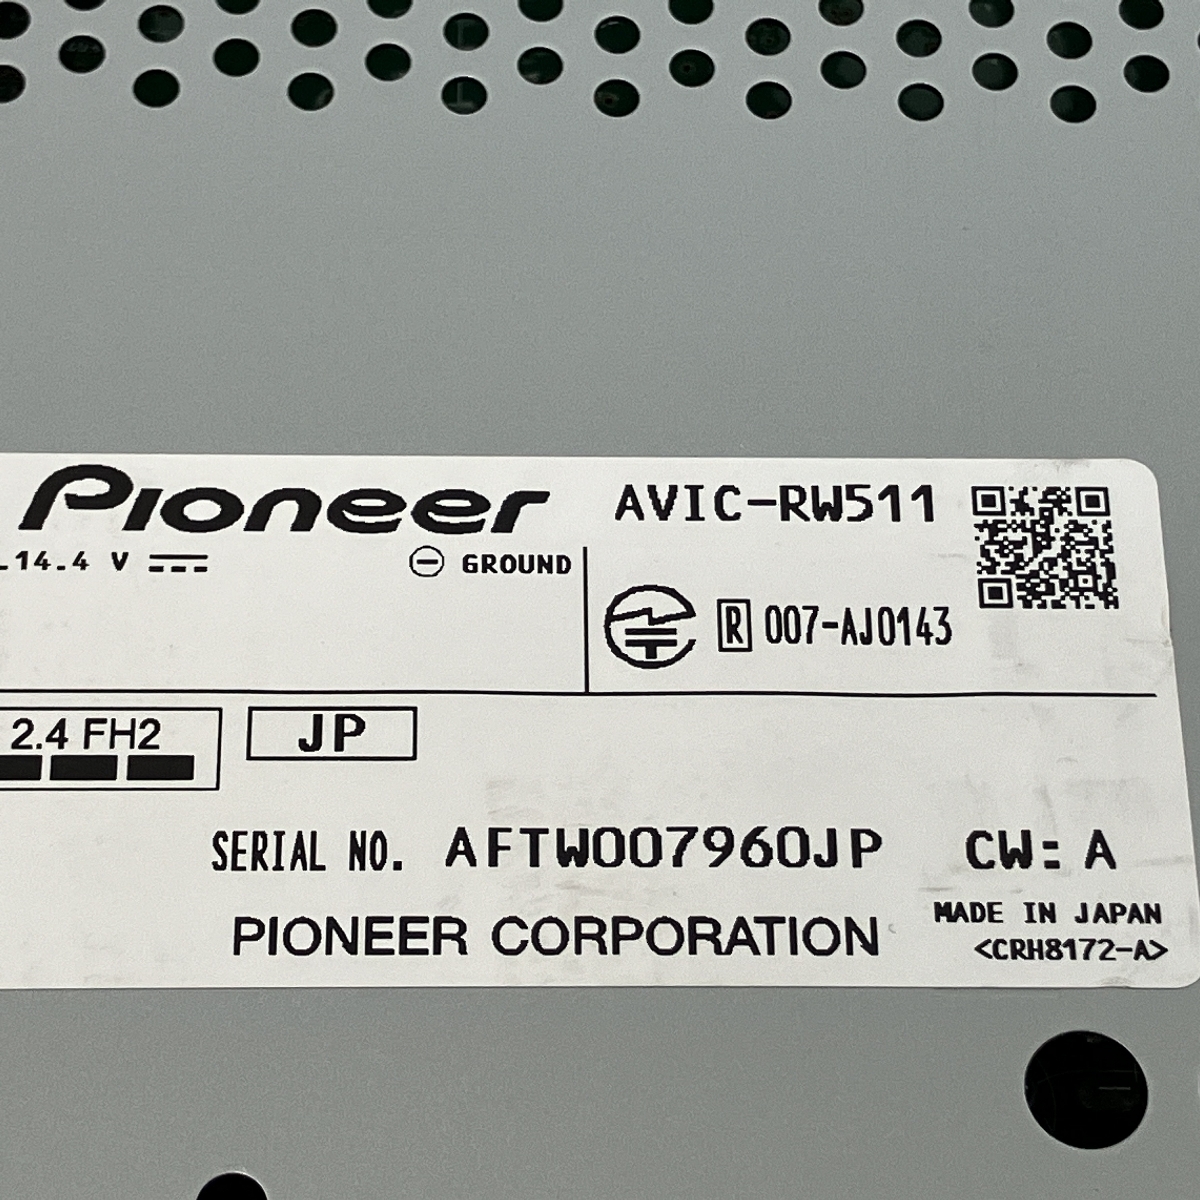 Pioneer AVIC-RW511
14.4 V GROUND
R 007-AJ0143
2.4 FH2 JP
SERIAL NO. AFTW007960JP CW: A
PIONEER CORPORATION MADE IN JAPAN
<CRH8172-A>